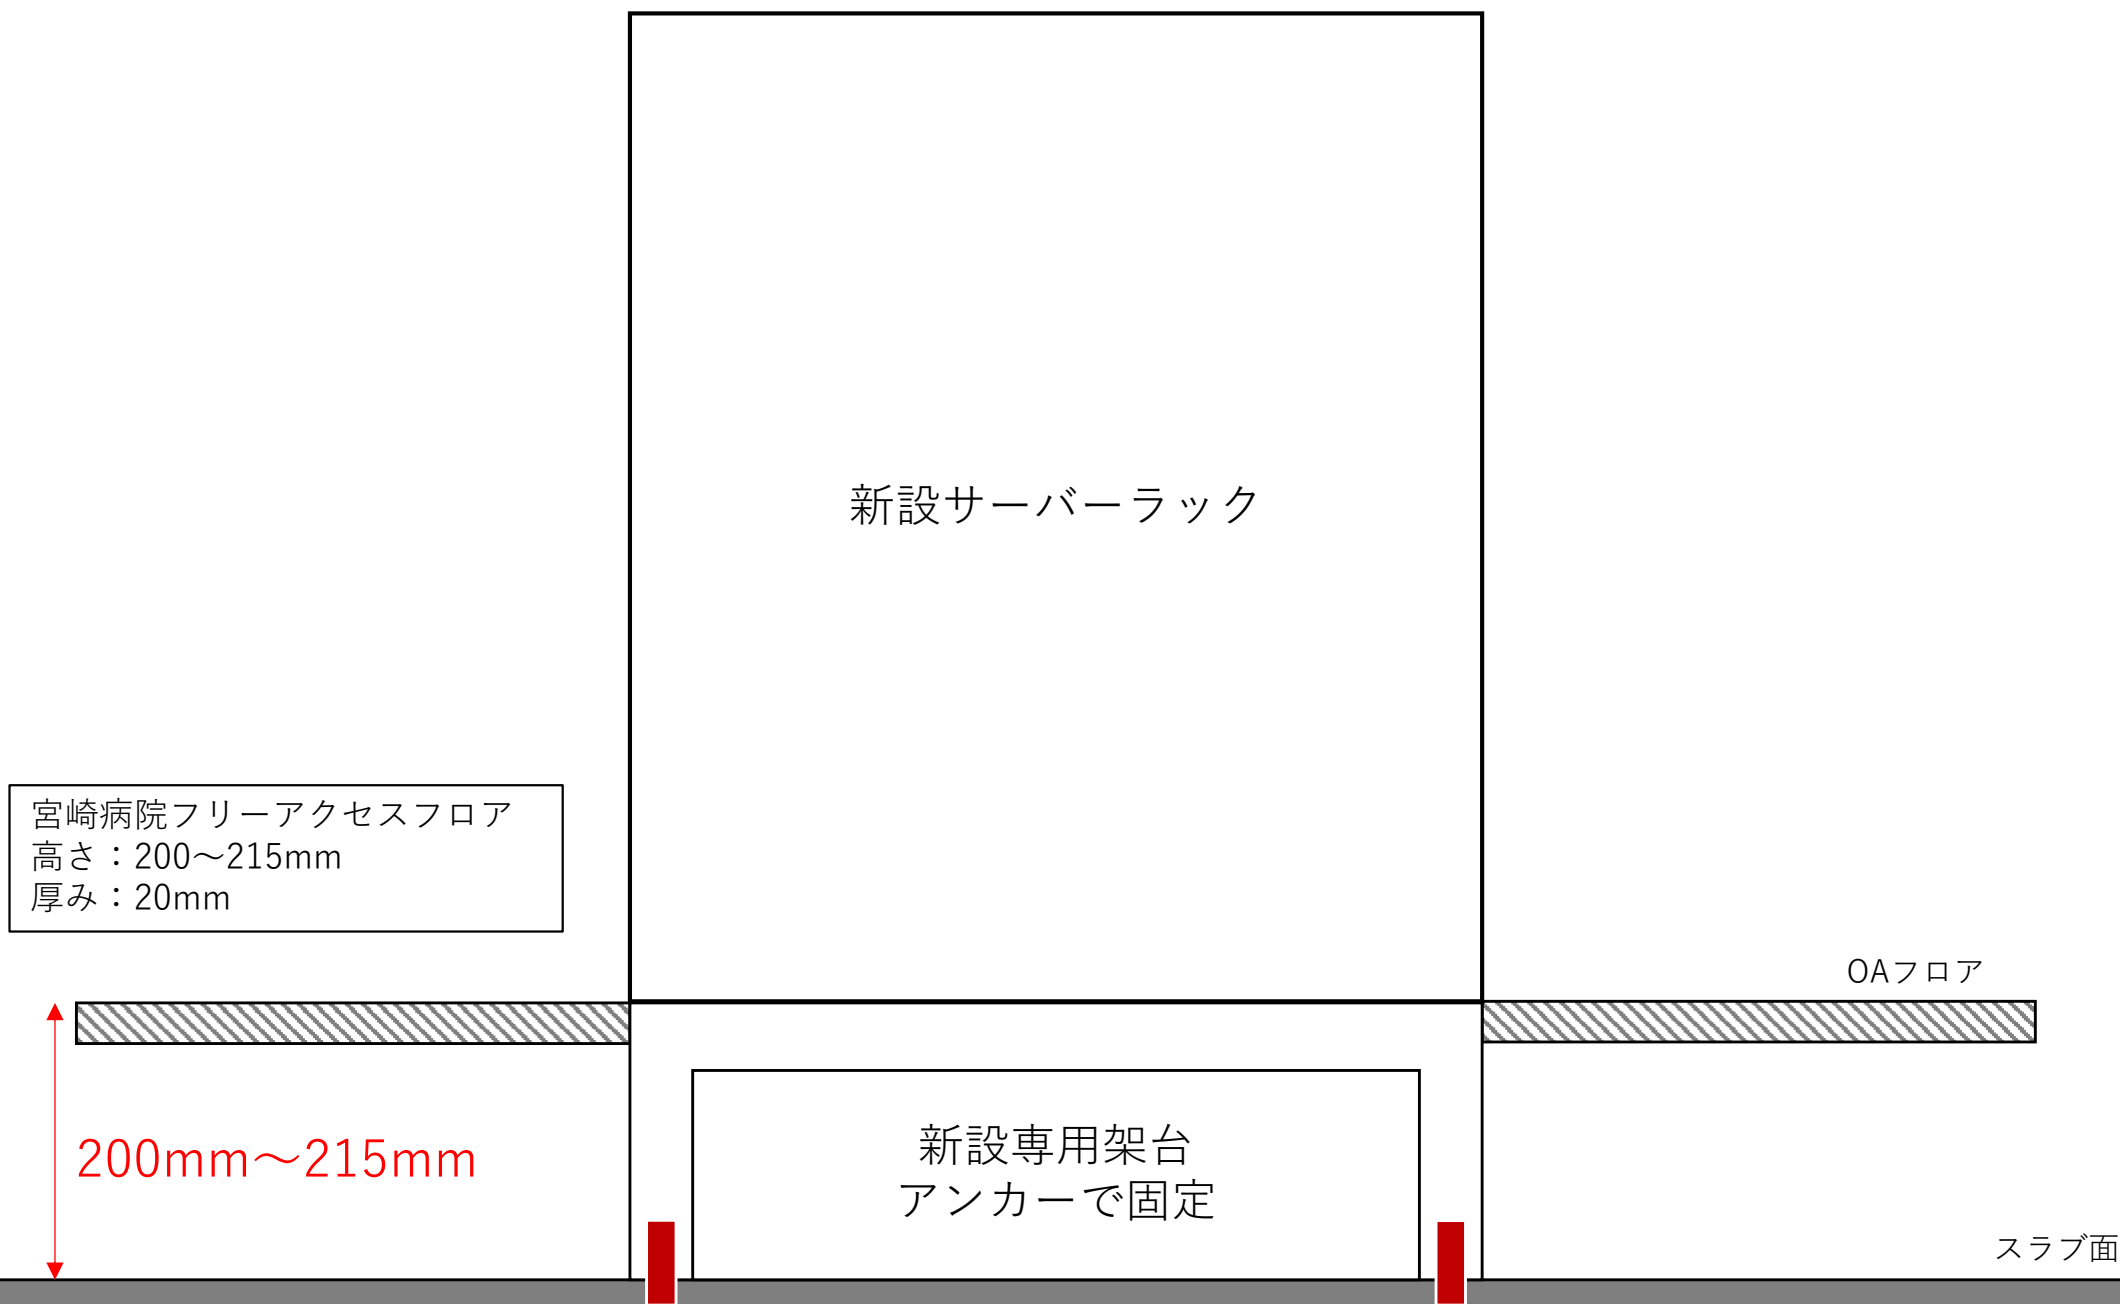 新設サーバーラック
宮崎病院フリーアクセスフロア
高さ：200～215mm
厚み：20mm
OAフロア
200mm～215mm
新設専用架台
アンカーで固定
スラブ面